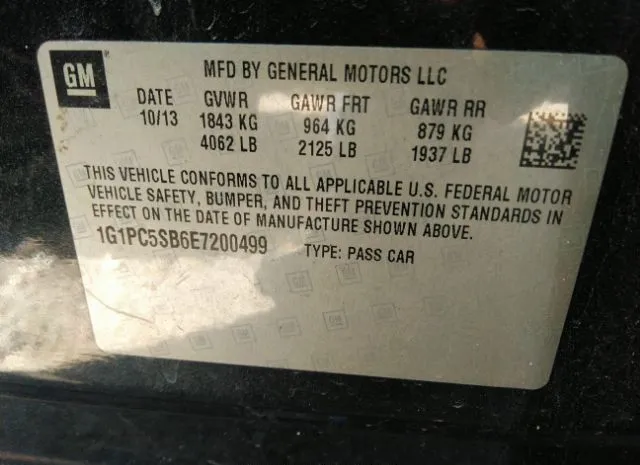 GM
MFD BY GENERAL MOTORS LLC
DATE GVWR GAWR FRT GAWR RR
10/13 1843 KG 964 KG 879 KG
4062 LB 2125 LB 1937 LB
THIS VEHICLE CONFORMS TO ALL APPLICABLE U.S. FEDERAL MOTOR
VEHICLE SAFETY, BUMPER, AND THEFT PREVENTION STANDARDS IN
EFFECT ON THE DATE OF MANUFACTURE SHOWN ABOVE.
1G1PC5SB6E7200499 TYPE: PASS CAR